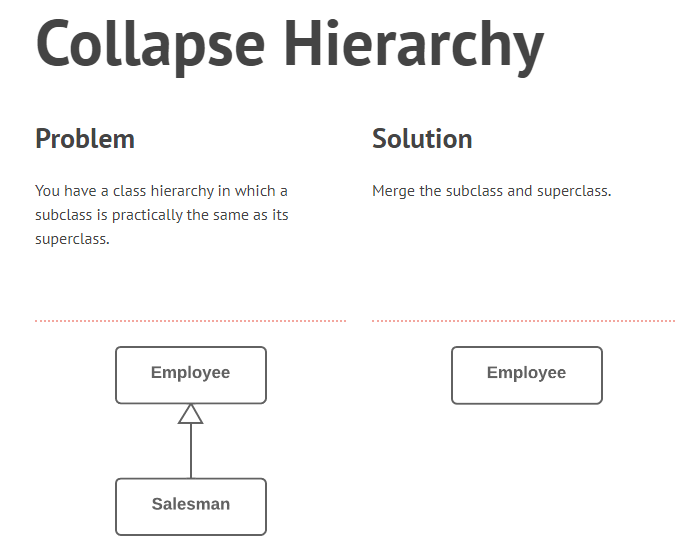 Collapse Hierarchy
Problem
You have a class hierarchy in which a
subclass is practically the same as its
superclass.
Solution
Merge the subclass and superclass.
Employee
Salesman
Employee